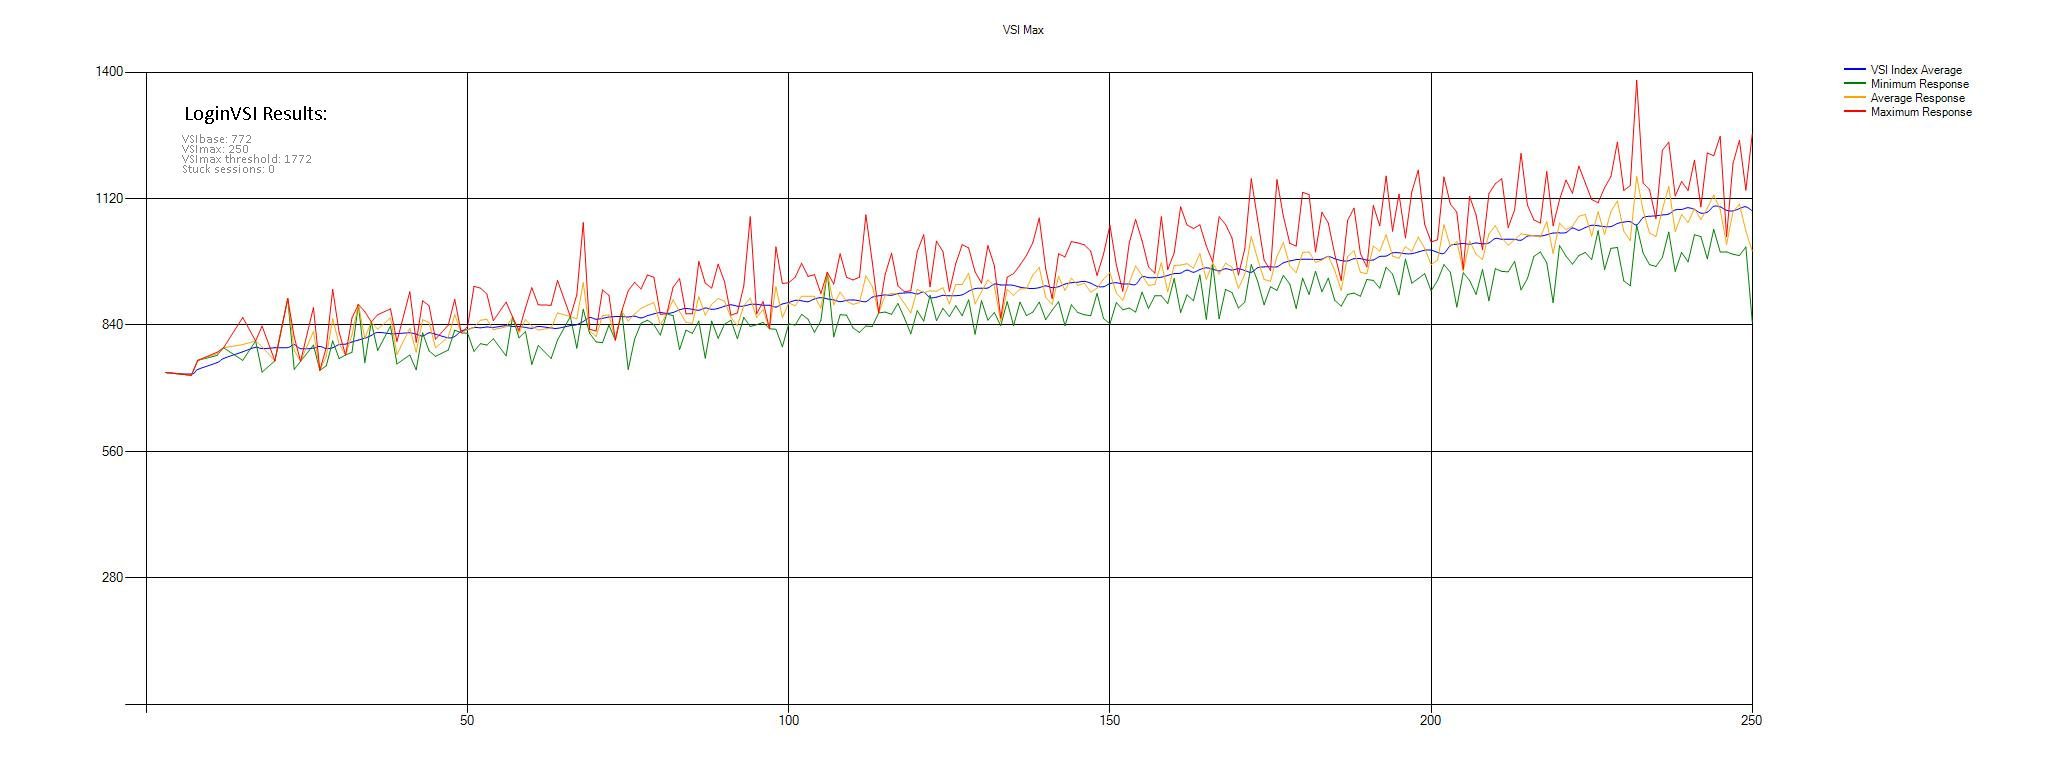 VSI Max
1400
1120
840
560
280
50
100
150
200
250
LoginVSI Results:
VSIbase: 772
VSImax: 250
VSImax threshold: 1772
Stuck sessions: 0
VSI Index Average
Minimum Response
Average Response
Maximum Response